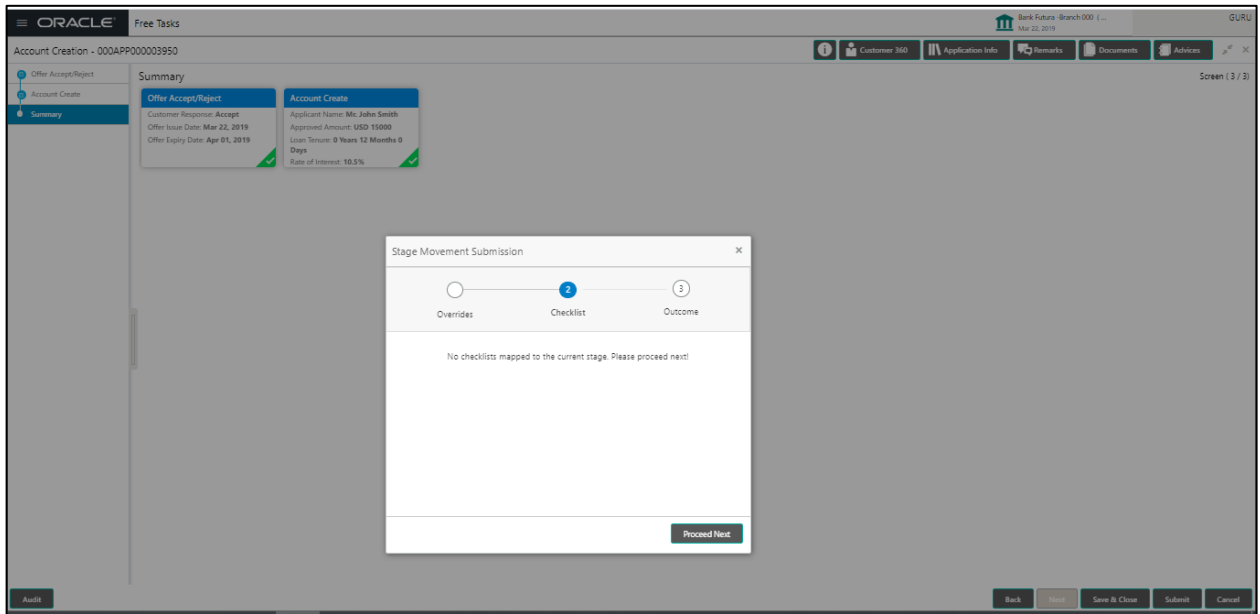 ORACLE® Free Tasks
Bank Futura -Branch 000 ( ...
Mar 22, 2019
GURU
Account Creation - 000APP000003950
Customer 360 Application Info Remarks Documents Advices
Offer Accept/Reject
Account Create
Summary
Summary
Screen ( 3 / 3)
Offer Accept/Reject
Customer Response: Accept
Offer Issue Date: Mar 22, 2019
Offer Expiry Date: Apr 01, 2019
Account Create
Applicant Name: Mr. John Smith
Approved Amount: USD 15000
Loan Tenure: 0 Years 12 Months 0
Days
Rate of Interest: 10.5%
Stage Movement Submission
2 3
Overrides Checklist Outcome
No checklists mapped to the current stage. Please proceed next!
Proceed Next
Audit
Back Next Save & Close Submit Cancel